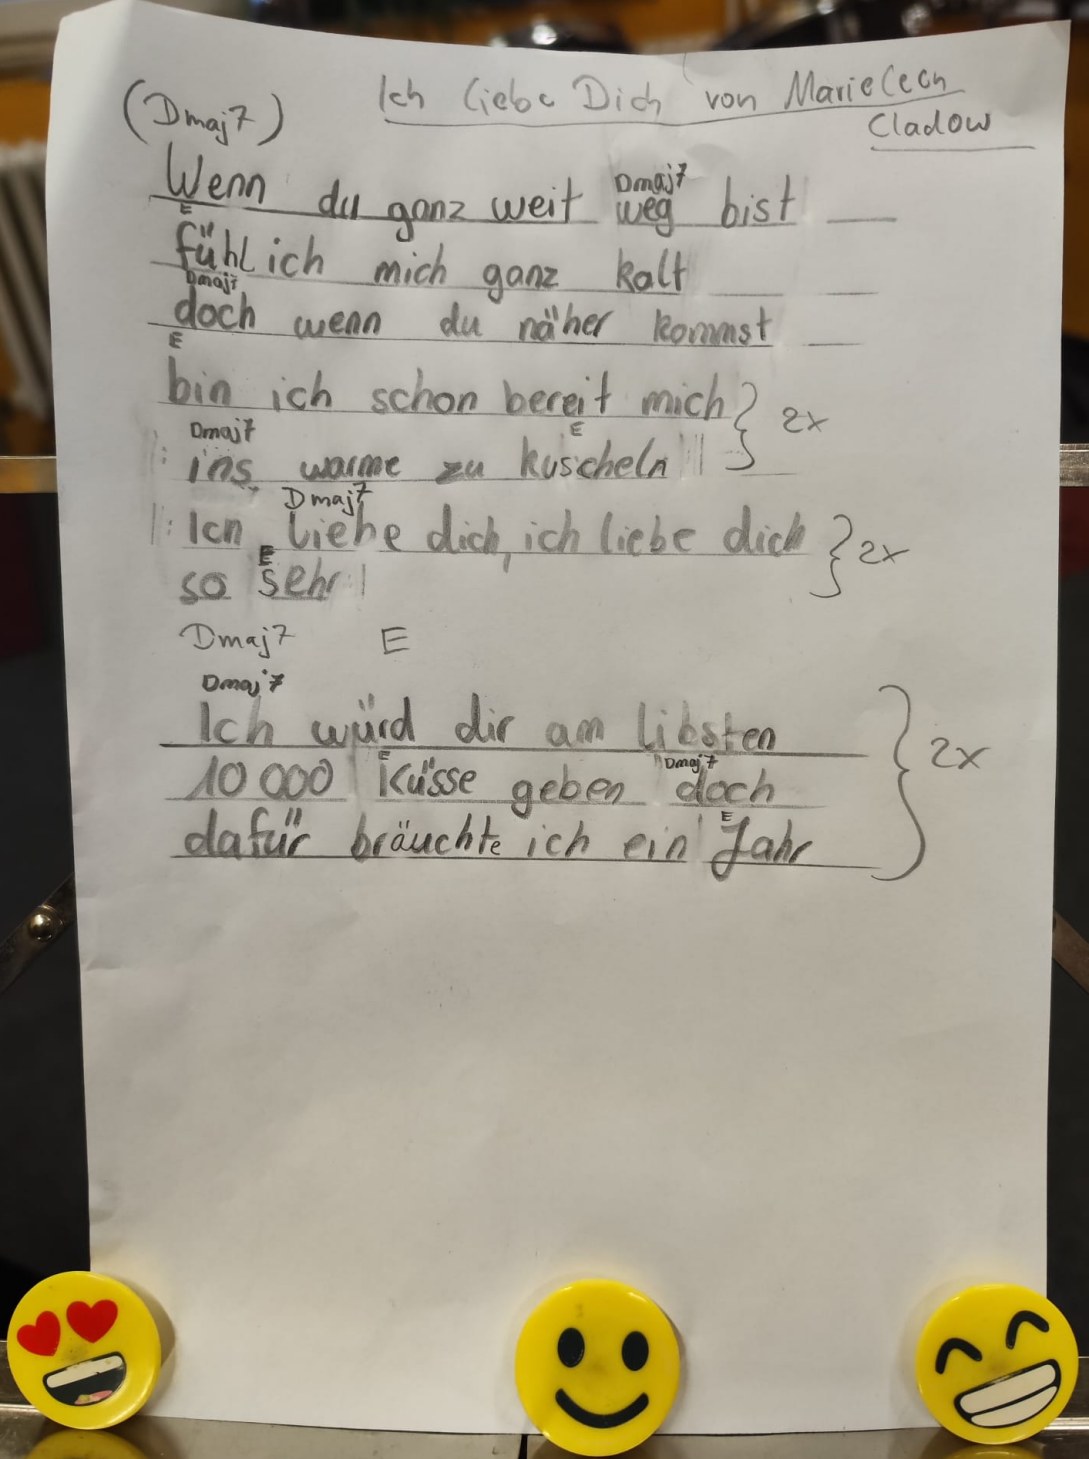 Ich liebe Dich von
Cladow
(Dmaj7)
Dmaj7
Wenn du ganz weit weg bist
E
fühl ich mich ganz kalt
Dmaj7
doch wenn du näher kommst
E
bin ich schon bereit mich } 2x
Dmaj7 E
ins warme zu kuscheln
Dmaj7
Ich liebe dich, ich liebe dich } 2x
E
so sehr
Dmaj7 E
Dmaj7
Ich würd dir am libsten
E Dmaj7
10 000 Küsse geben doch } 2x
E
dafür bräuchte ich ein Jahr